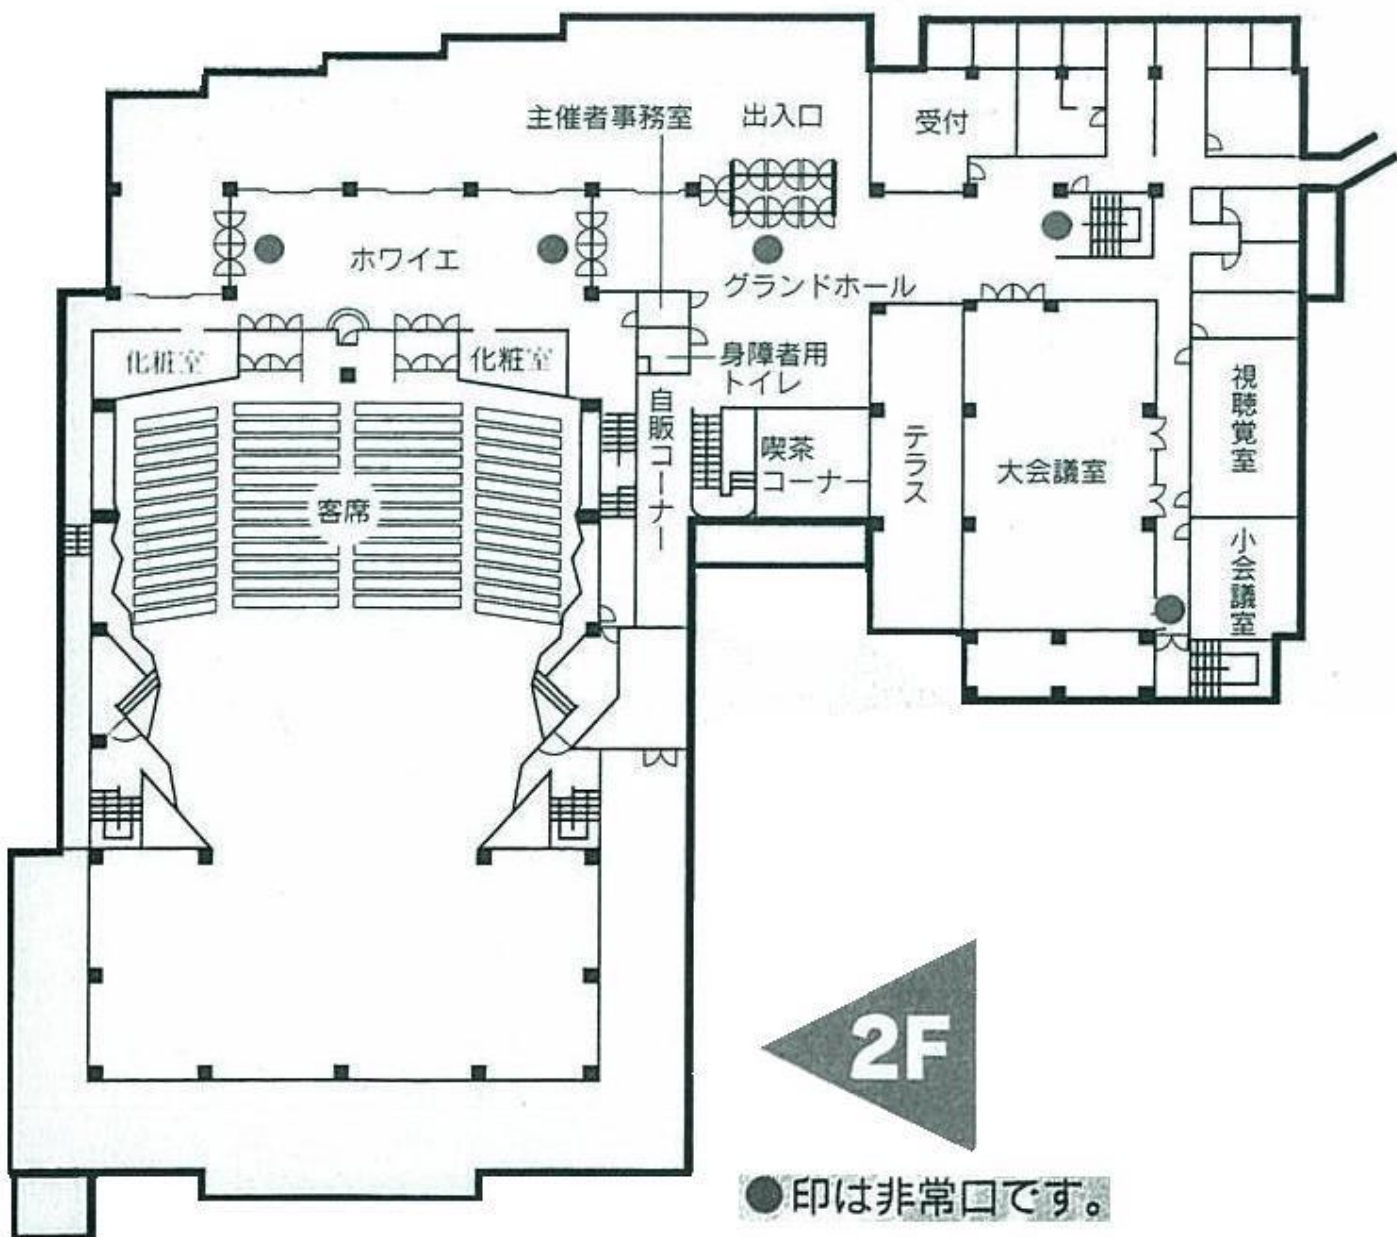 主催者事務室
出入口
受付
ホワイエ
グランドホール
化粧室
化粧室
身障者用
トイレ
自販コーナー
喫茶
コーナー
テラス
大会議室
視聴覚室
小会議室
客席
2F
●印は非常口です。